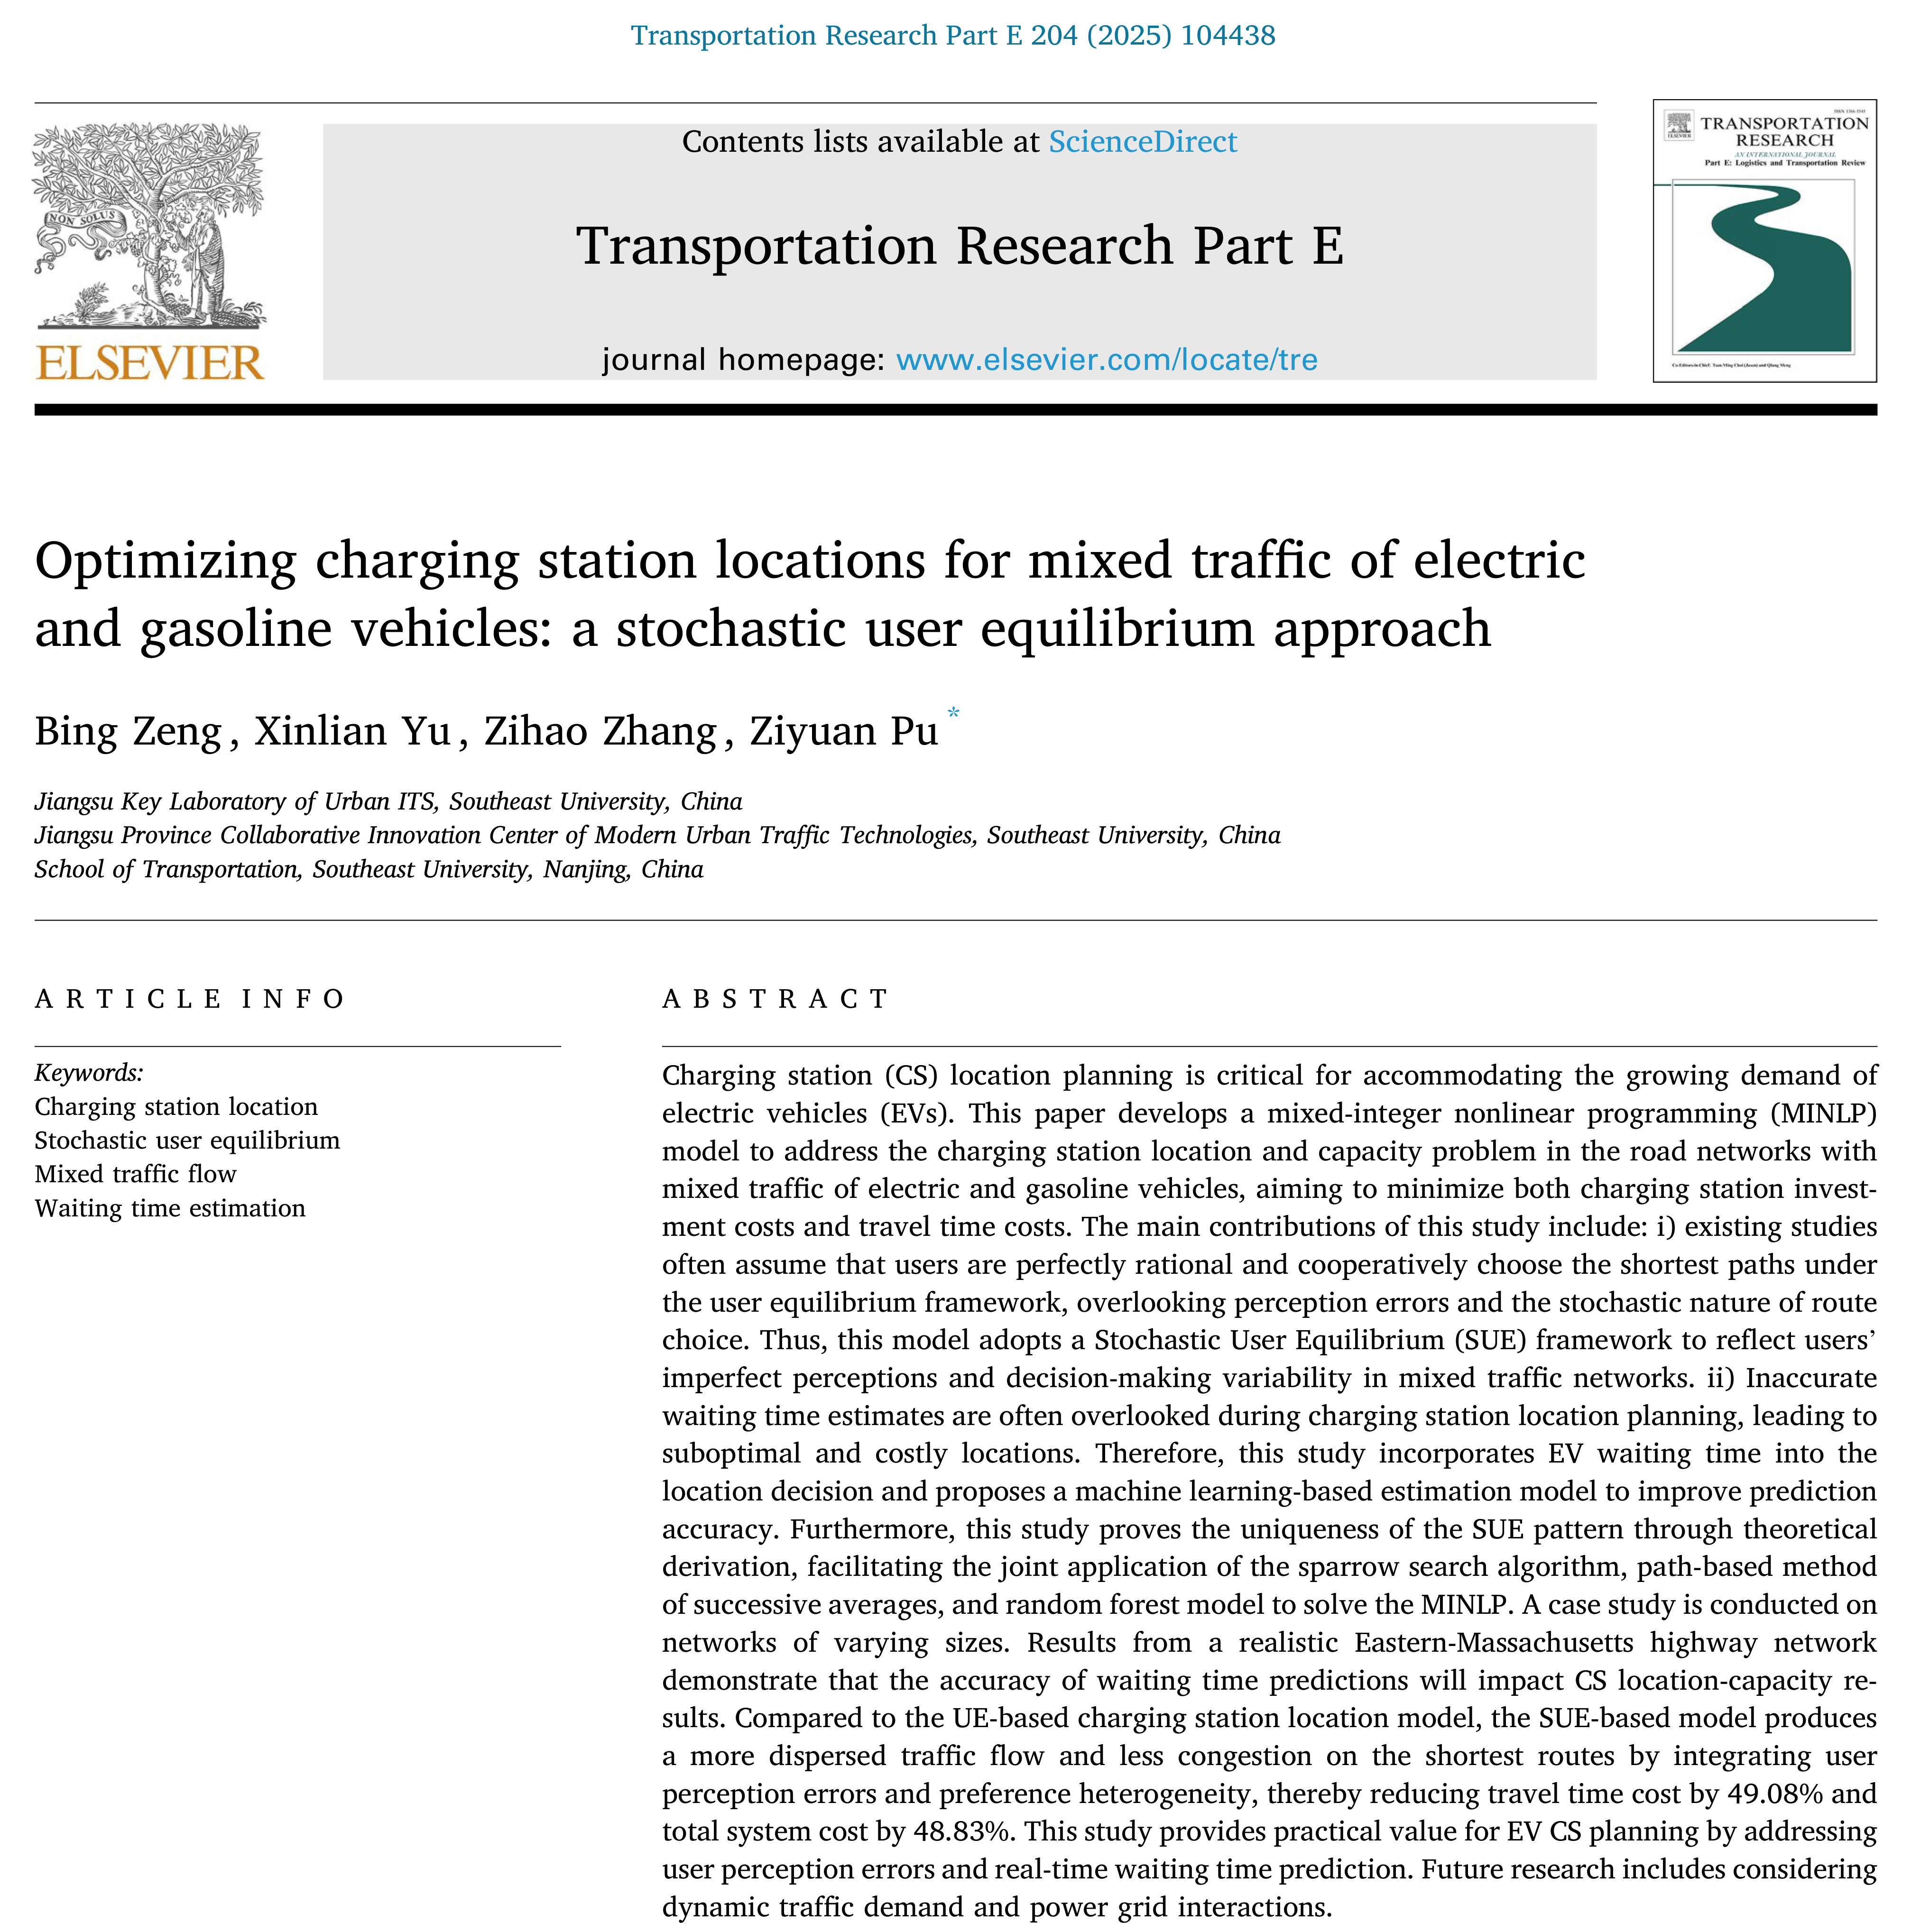 Transportation Research Part E 204 (2025) 104438
NON SOLUS
ELSEVIER
Contents lists available at ScienceDirect
Transportation Research Part E
journal homepage: www.elsevier.com/locate/tre
ELSEVIER
TRANSPORTATION
RESEARCH
AN INTERNATIONAL JOURNAL
Part E: Logistics and Transportation Review
Optimizing charging station locations for mixed traffic of electric
and gasoline vehicles: a stochastic user equilibrium approach
Bing Zeng, Xinlian Yu, Zihao Zhang, Ziyuan Pu *
Jiangsu Key Laboratory of Urban ITS, Southeast University, China
Jiangsu Province Collaborative Innovation Center of Modern Urban Traffic Technologies, Southeast University, China
School of Transportation, Southeast University, Nanjing, China
ARTICLE INFO
Keywords:
Charging station location
Stochastic user equilibrium
Mixed traffic flow
Waiting time estimation
ABSTRACT
Charging station (CS) location planning is critical for accommodating the growing demand of
electric vehicles (EVs). This paper develops a mixed-integer nonlinear programming (MINLP)
model to address the charging station location and capacity problem in the road networks with
mixed traffic of electric and gasoline vehicles, aiming to minimize both charging station invest-
ment costs and travel time costs. The main contributions of this study include: i) existing studies
often assume that users are perfectly rational and cooperatively choose the shortest paths under
the user equilibrium framework, overlooking perception errors and the stochastic nature of route
choice. Thus, this model adopts a Stochastic User Equilibrium (SUE) framework to reflect users’
imperfect perceptions and decision-making variability in mixed traffic networks. ii) Inaccurate
waiting time estimates are often overlooked during charging station location planning, leading to
suboptimal and costly locations. Therefore, this study incorporates EV waiting time into the
location decision and proposes a machine learning-based estimation model to improve prediction
accuracy. Furthermore, this study proves the uniqueness of the SUE pattern through theoretical
derivation, facilitating the joint application of the sparrow search algorithm, path-based method
of successive averages, and random forest model to solve the MINLP. A case study is conducted on
networks of varying sizes. Results from a realistic Eastern-Massachusetts highway network
demonstrate that the accuracy of waiting time predictions will impact CS location-capacity re-
sults. Compared to the UE-based charging station location model, the SUE-based model produces
a more dispersed traffic flow and less congestion on the shortest routes by integrating user
perception errors and preference heterogeneity, thereby reducing travel time cost by 49.08% and
total system cost by 48.83%. This study provides practical value for EV CS planning by addressing
user perception errors and real-time waiting time prediction. Future research includes considering
dynamic traffic demand and power grid interactions.